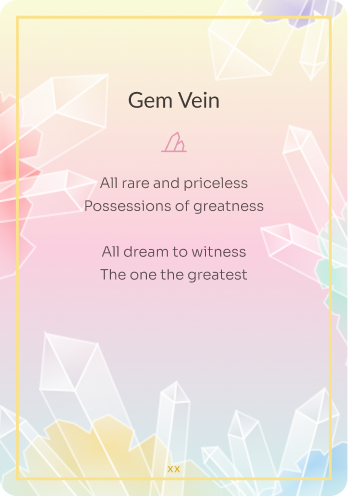 Gem Vein
All rare and priceless
Possessions of greatness
All dream to witness
The one the greatest
xx